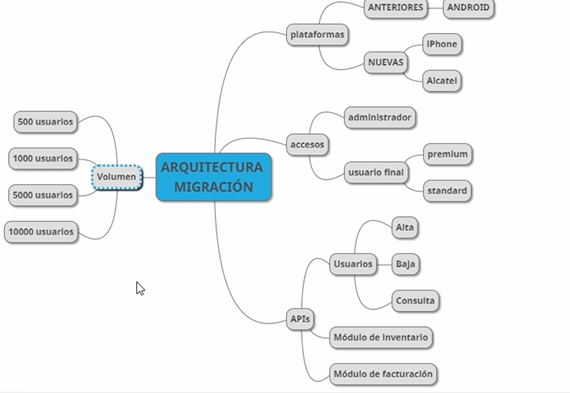 ANTERIORES
ANDROID
plataformas
iPhone
NUEVAS
Alcatel
500 usuarios
administrador
accesos
1000 usuarios
premium
ARQUITECTURA
MIGRACIÓN
Volumen
usuario final
5000 usuarios
standard
10000 usuarios
Alta
Usuarios
Baja
Consulta
APIs
Módulo de inventario
Módulo de facturación